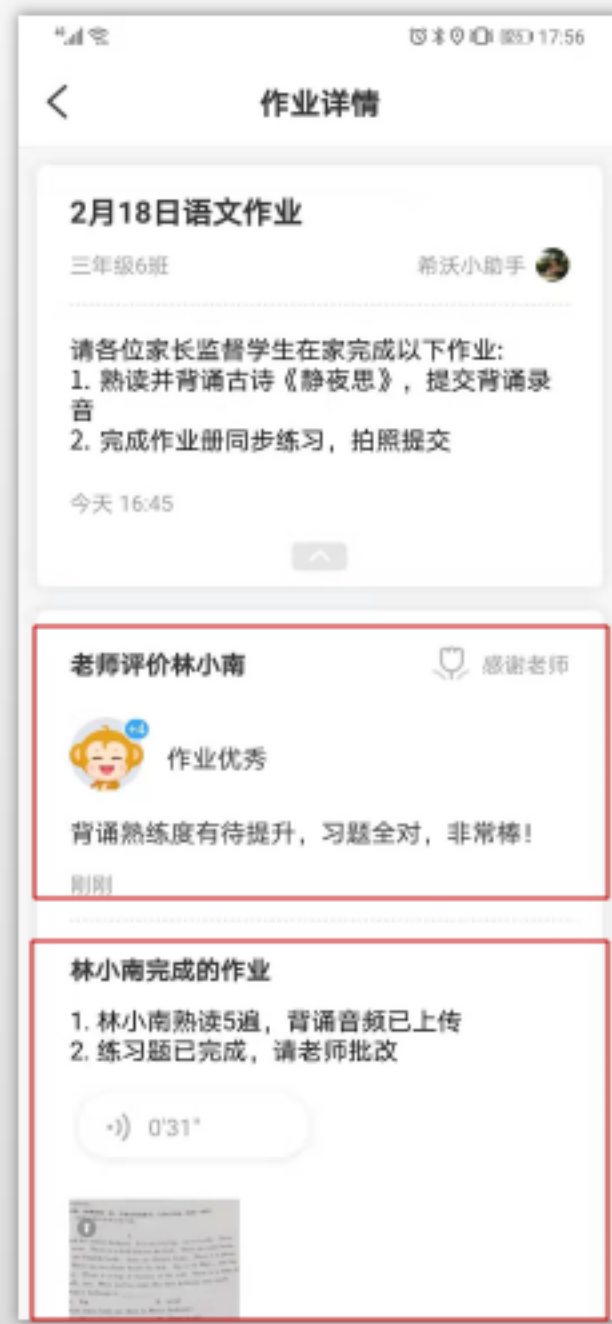 17:56
作业详情
2月18日语文作业
三年级6班
希沃小助手
请各位家长监督学生在家完成以下作业:
1. 熟读并背诵古诗《静夜思》，提交背诵录
音
2. 完成作业册同步练习，拍照提交
今天 16:45
老师评价林小南
感谢老师
+4
作业优秀
背诵熟练度有待提升，习题全对，非常棒!
刚刚
林小南完成的作业
1. 林小南熟读5遍，背诵音频已上传
2. 练习题已完成，请老师批改
0'31"